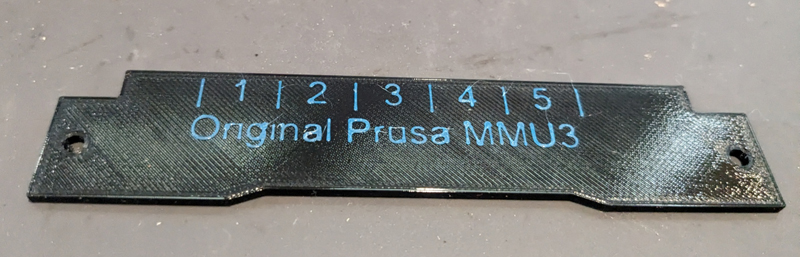 | 1 | 2 | 3 | 4 | 5 |
Original Prusa MMU3